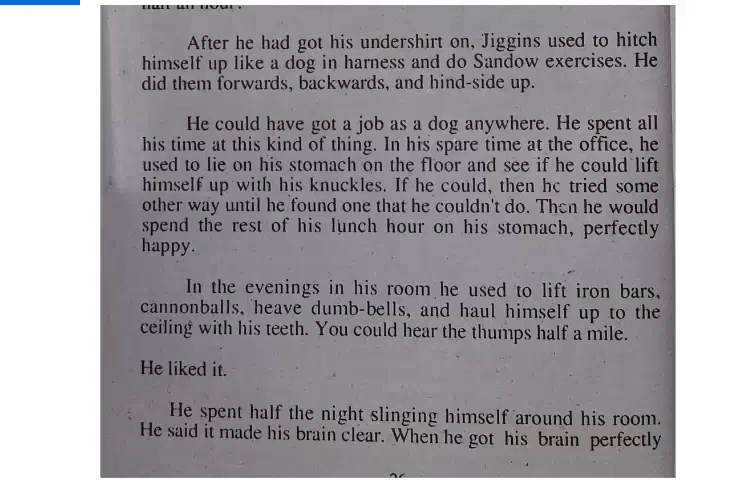 half an hour.
After he had got his undershirt on, Jiggins used to hitch
himself up like a dog in harness and do Sandow exercises. He
did them forwards, backwards, and hind-side up.
He could have got a job as a dog anywhere. He spent all
his time at this kind of thing. In his spare time at the office, he
used to lie on his stomach on the floor and see if he could lift
himself up with his knuckles. If he could, then he tried some
other way until he found one that he couldn't do. Then he would
spend the rest of his lunch hour on his stomach, perfectly
happy.
In the evenings in his room he used to lift iron bars,
cannonballs, heave dumb-bells, and haul himself up to the
ceiling with his teeth. You could hear the thumps half a mile.
He liked it.
He spent half the night slinging himself around his room.
He said it made his brain clear. When he got his brain perfectly